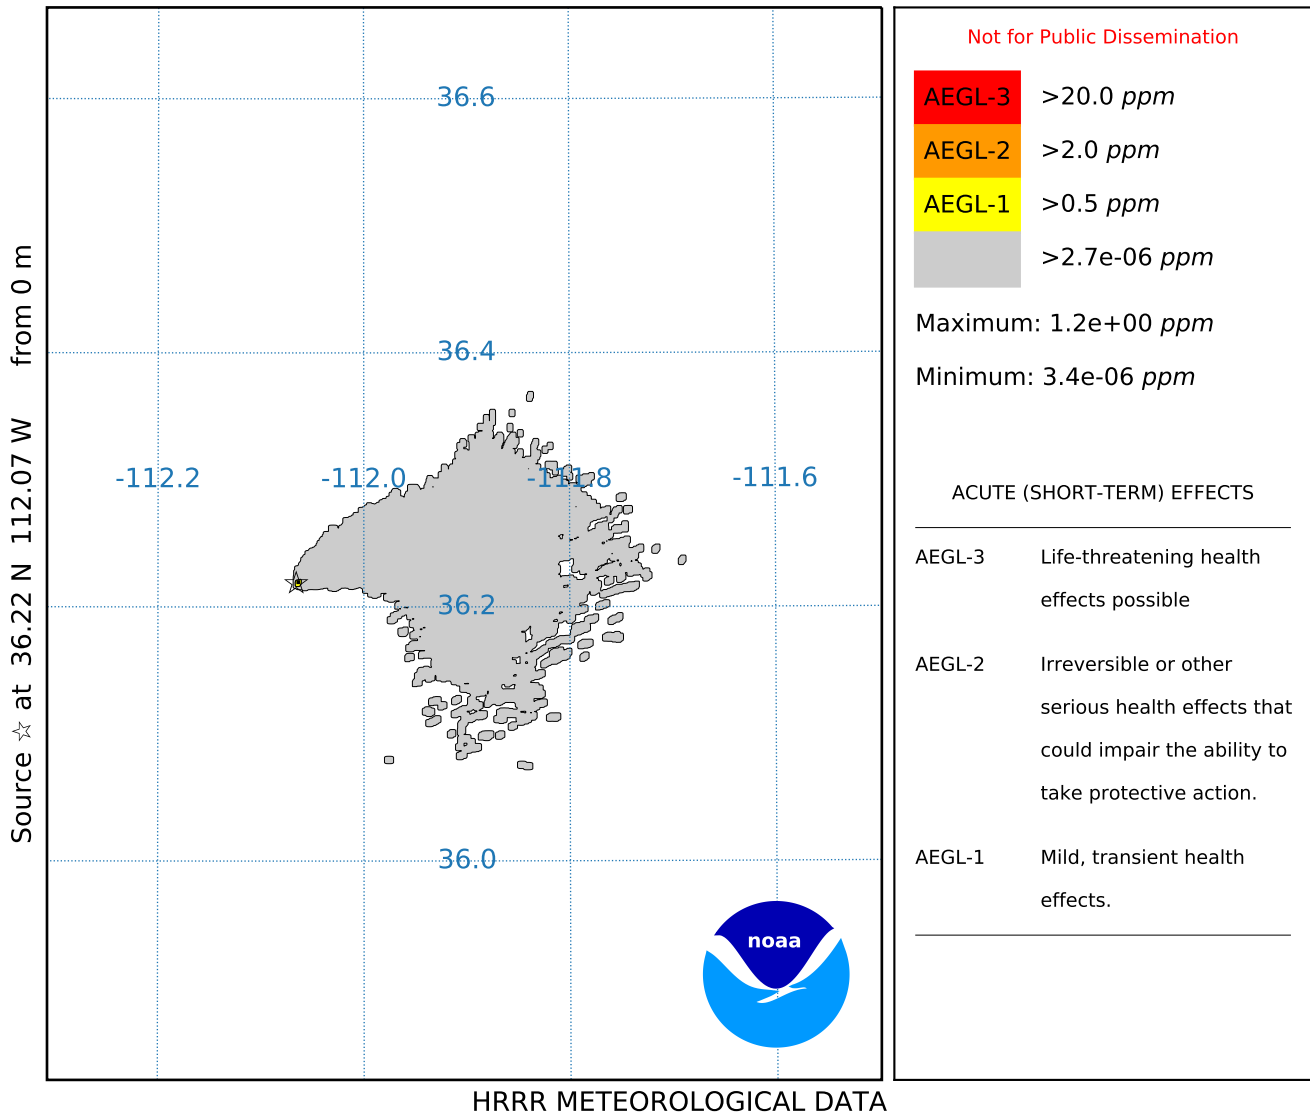 Source ☆ at 36.22 N 112.07 W from 0 m
36.6
36.4
-112.2 -112.0 -111.8 -111.6
36.2
36.0
noaa
HRRR METEOROLOGICAL DATA
Not for Public Dissemination
AEGL-3 >20.0 ppm
AEGL-2 >2.0 ppm
AEGL-1 >0.5 ppm
>2.7e-06 ppm
Maximum: 1.2e+00 ppm
Minimum: 3.4e-06 ppm
ACUTE (SHORT-TERM) EFFECTS
AEGL-3 Life-threatening health
effects possible
AEGL-2 Irreversible or other
serious health effects that
could impair the ability to
take protective action.
AEGL-1 Mild, transient health
effects.